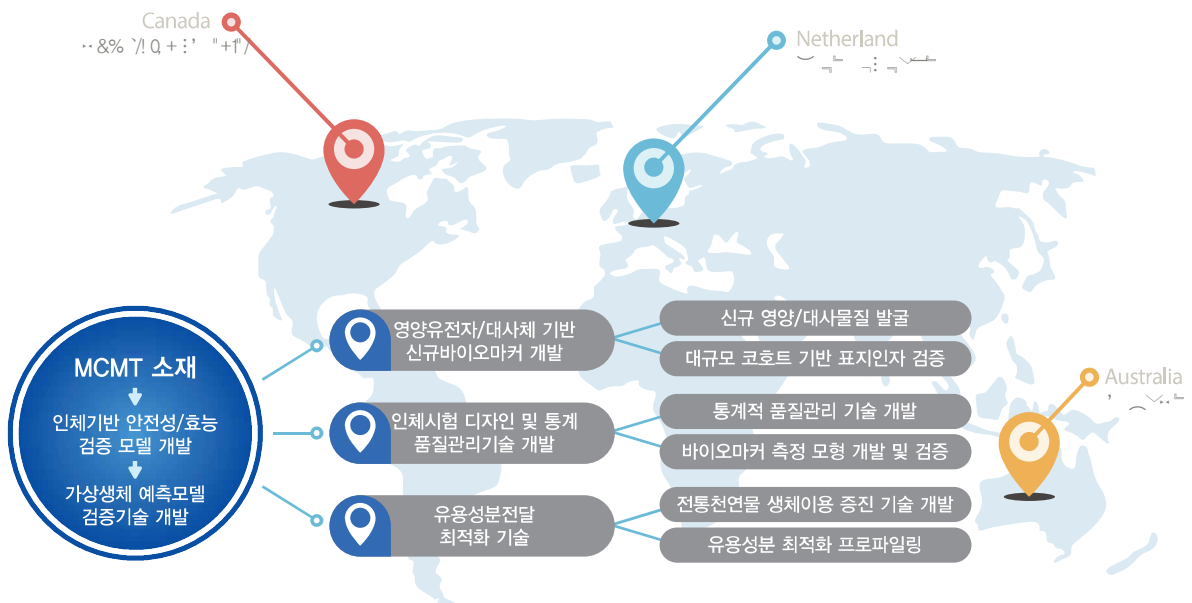 Canada
Netherland
Australia
MCMT 소재
인체기반 안전성/효능
검증 모델 개발
가상생체 예측모델
검증기술 개발
영양유전자/대사체 기반
신규바이오마커 개발
신규 영양/대사물질 발굴
대규모 코호트 기반 표지인자 검증
인체시험 디자인 및 통계
품질관리기술 개발
통계적 품질관리 기술 개발
바이오마커 측정 모형 개발 및 검증
유용성분전달
최적화 기술
전통천연물 생체이용 증진 기술 개발
유용성분 최적화 프로파일링